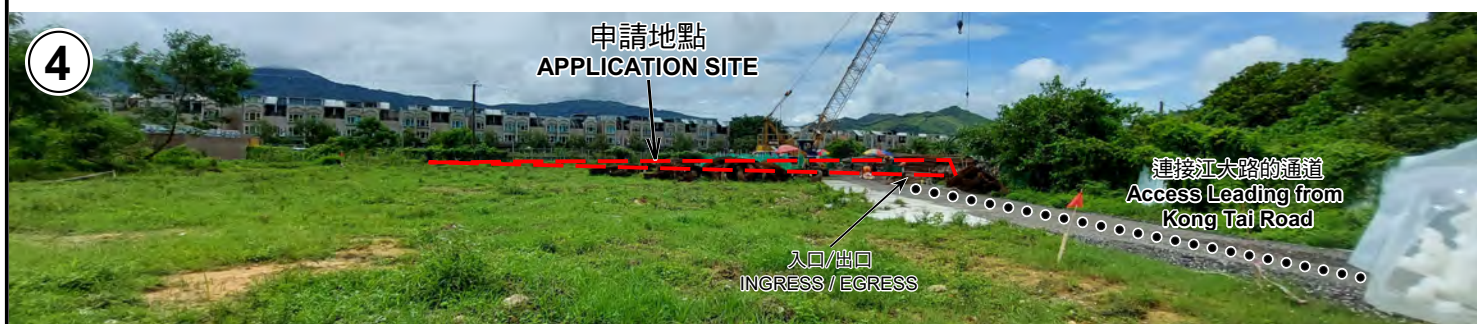 4
申請地點
APPLICATION SITE
連接江大路的通道
Access Leading from
Kong Tai Road
入口/出口
INGRESS / EGRESS